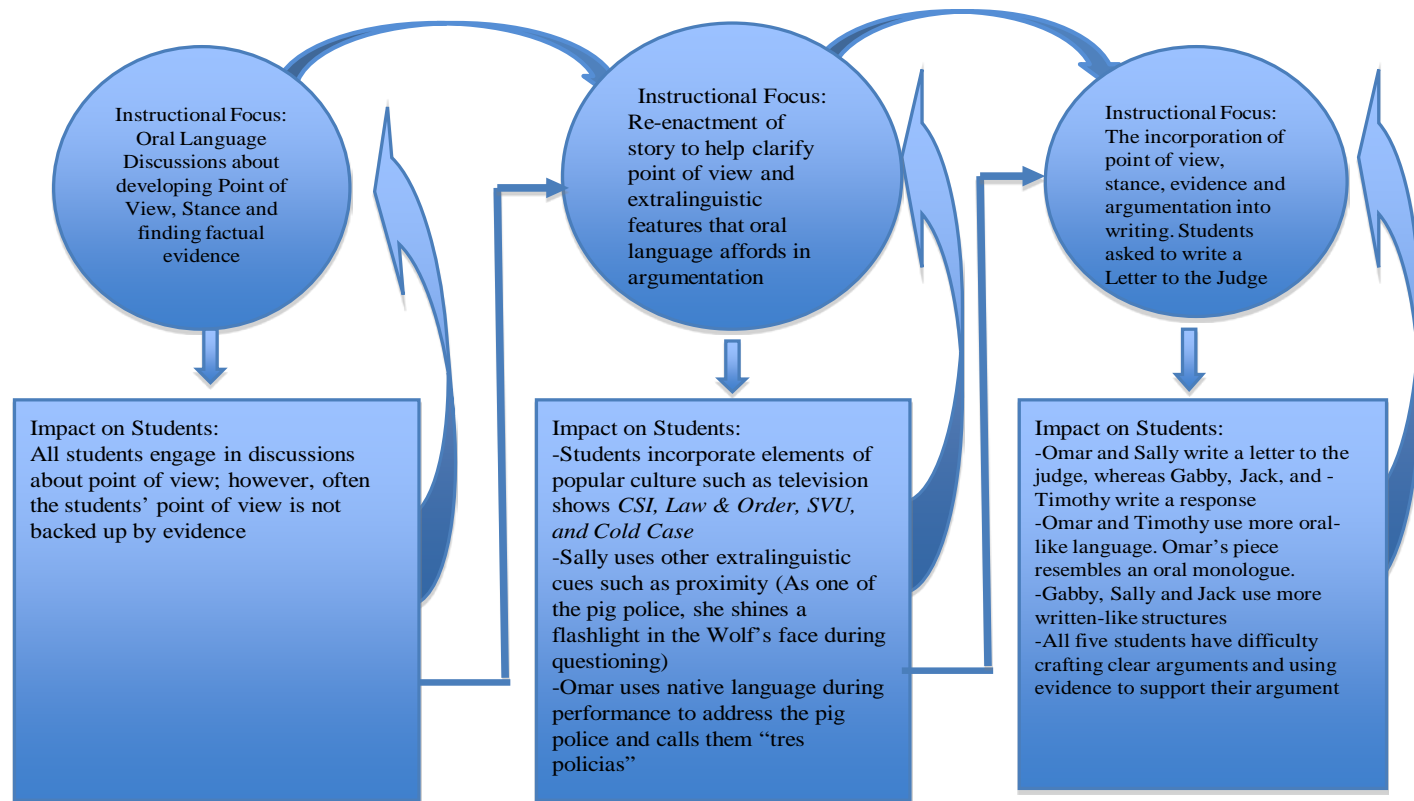 Instructional Focus:
Oral Language
Discussions about
developing Point of
View, Stance and
finding factual
evidence
Instructional Focus:
Re-enactment of
story to help clarify
point of view and
extralinguistic
features that oral
language affords in
argumentation
Instructional Focus:
The incorporation of
point of view,
stance, evidence and
argumentation into
writing. Students
asked to write a
Letter to the Judge
Impact on Students:
All students engage in discussions
about point of view; however, often
the students’ point of view is not
backed up by evidence
Impact on Students:
-Students incorporate elements of
popular culture such as television
shows CSI, Law & Order, SVU,
and Cold Case
-Sally uses other extralinguistic
cues such as proximity (As one of
the pig police, she shines a
flashlight in the Wolf’s face during
questioning)
-Omar uses native language during
performance to address the pig
police and calls them “tres
policias”
Impact on Students:
-Omar and Sally write a letter to the
judge, whereas Gabby, Jack, and -
Timothy write a response
-Omar and Timothy use more oral-
like language. Omar’s piece
resembles an oral monologue.
-Gabby, Sally and Jack use more
written-like structures
-All five students have difficulty
crafting clear arguments and using
evidence to support their argument